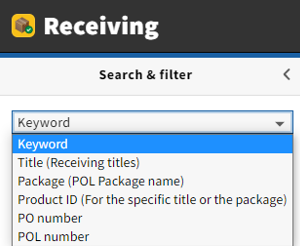 Receiving
Search & filter
Keyword
Keyword
Title (Receiving titles)
Package (POL Package name)
Product ID (For the specific title or the package)
PO number
POL number